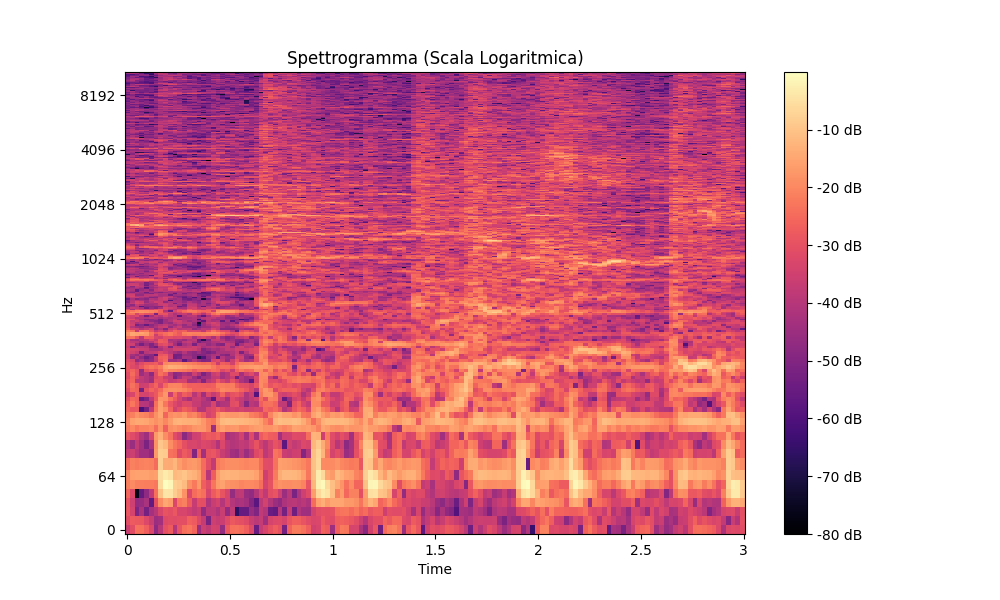 Spettrogramma (Scala Logaritmica)
8192
4096
2048
1024
512
256
128
64
0
Hz
0
0.5
1
1.5
2
2.5
3
Time
-10 dB
-20 dB
-30 dB
-40 dB
-50 dB
-60 dB
-70 dB
-80 dB